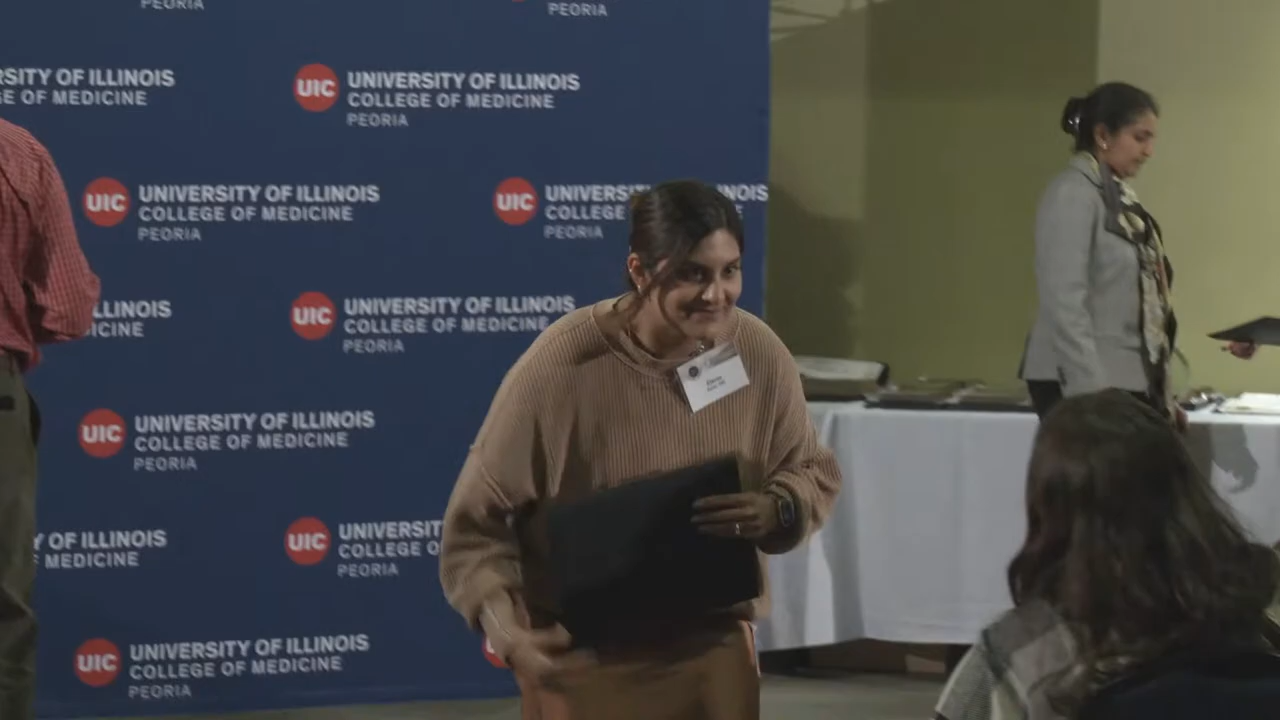 PEORIA
PEORIA
RSITY OF ILLINOIS
GE OF MEDICINE
UIC
UNIVERSITY OF ILLINOIS
COLLEGE OF MEDICINE
PEORIA
UIC
UNIVERSITY OF ILLINOIS
COLLEGE OF MEDICINE
PEORIA
UIC
UNIVERSITY NOIS
COLLEGE
PEORIA
LLINOIS
ICINE
UIC
UNIVERSITY OF ILLINOIS
COLLEGE OF MEDICINE
PEORIA
UIC
UNIVERSITY OF ILLINOIS
COLLEGE OF MEDICINE
PEORIA
Y OF ILLINOIS
F MEDICINE
UIC
UNIVERSIT
COLLEGE O
PEORIA
UIC
UNIVERSITY OF ILLINOIS
COLLEGE OF MEDICINE
PEORIA